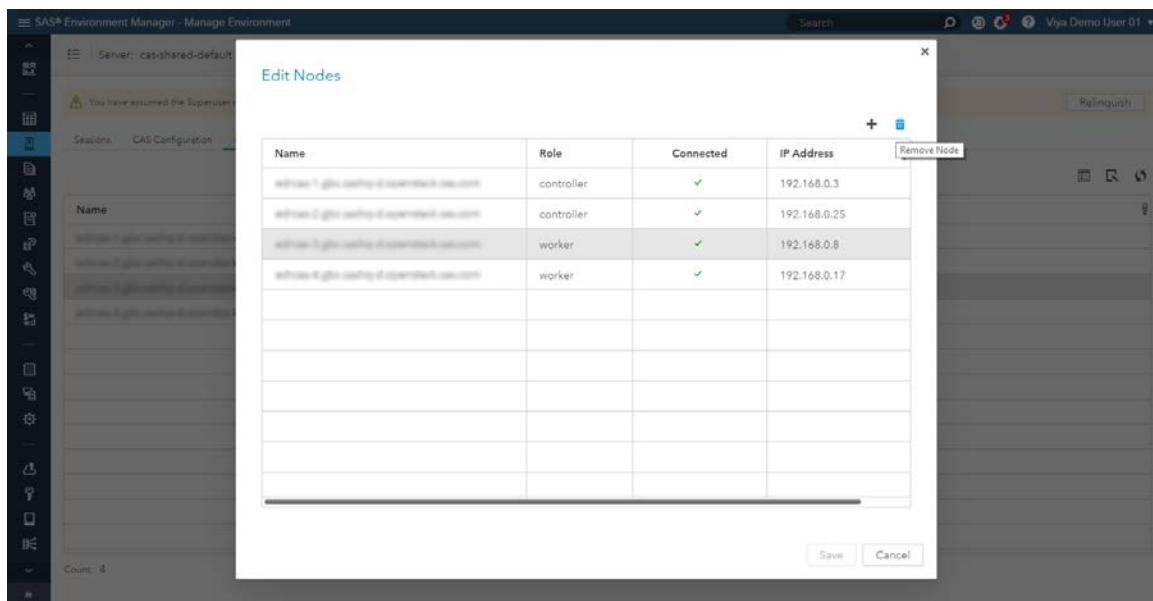 SAS® Environment Manager - Manage Environment
Search
Viya Demo User 01
Server: cas-shared-default
Edit Nodes
You have assumed the Superuser
Relinquish
Sessions CAS Configuration
Remove Node
Name Role Connected IP Address
controller 192.168.0.3
controller 192.168.0.25
worker 192.168.0.8
worker 192.168.0.17
Name
Save Cancel
Count: 4